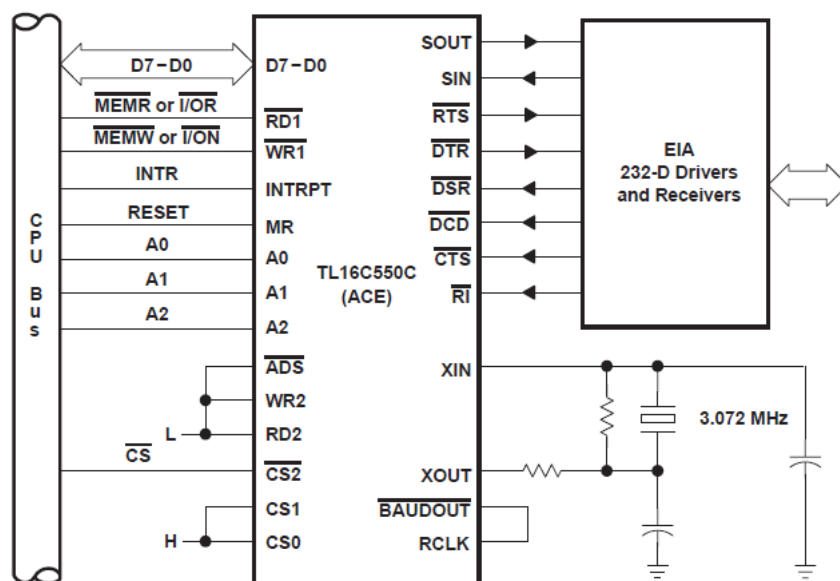 CPU Bus
D7–D0
MEMR or I/OR
MEMW or I/ON
INTR
RESET
A0
A1
A2
L
CS
H
D7–D0
RD1
WR1
INTRPT
MR
A0
A1
A2
ADS
WR2
RD2
CS2
CS1
CS0
TL16C550C
(ACE)
SOUT
SIN
RTS
DTR
DSR
DCD
CTS
RI
XIN
XOUT
BAUDOUT
RCLK
EIA
232-D Drivers
and Receivers
3.072 MHz